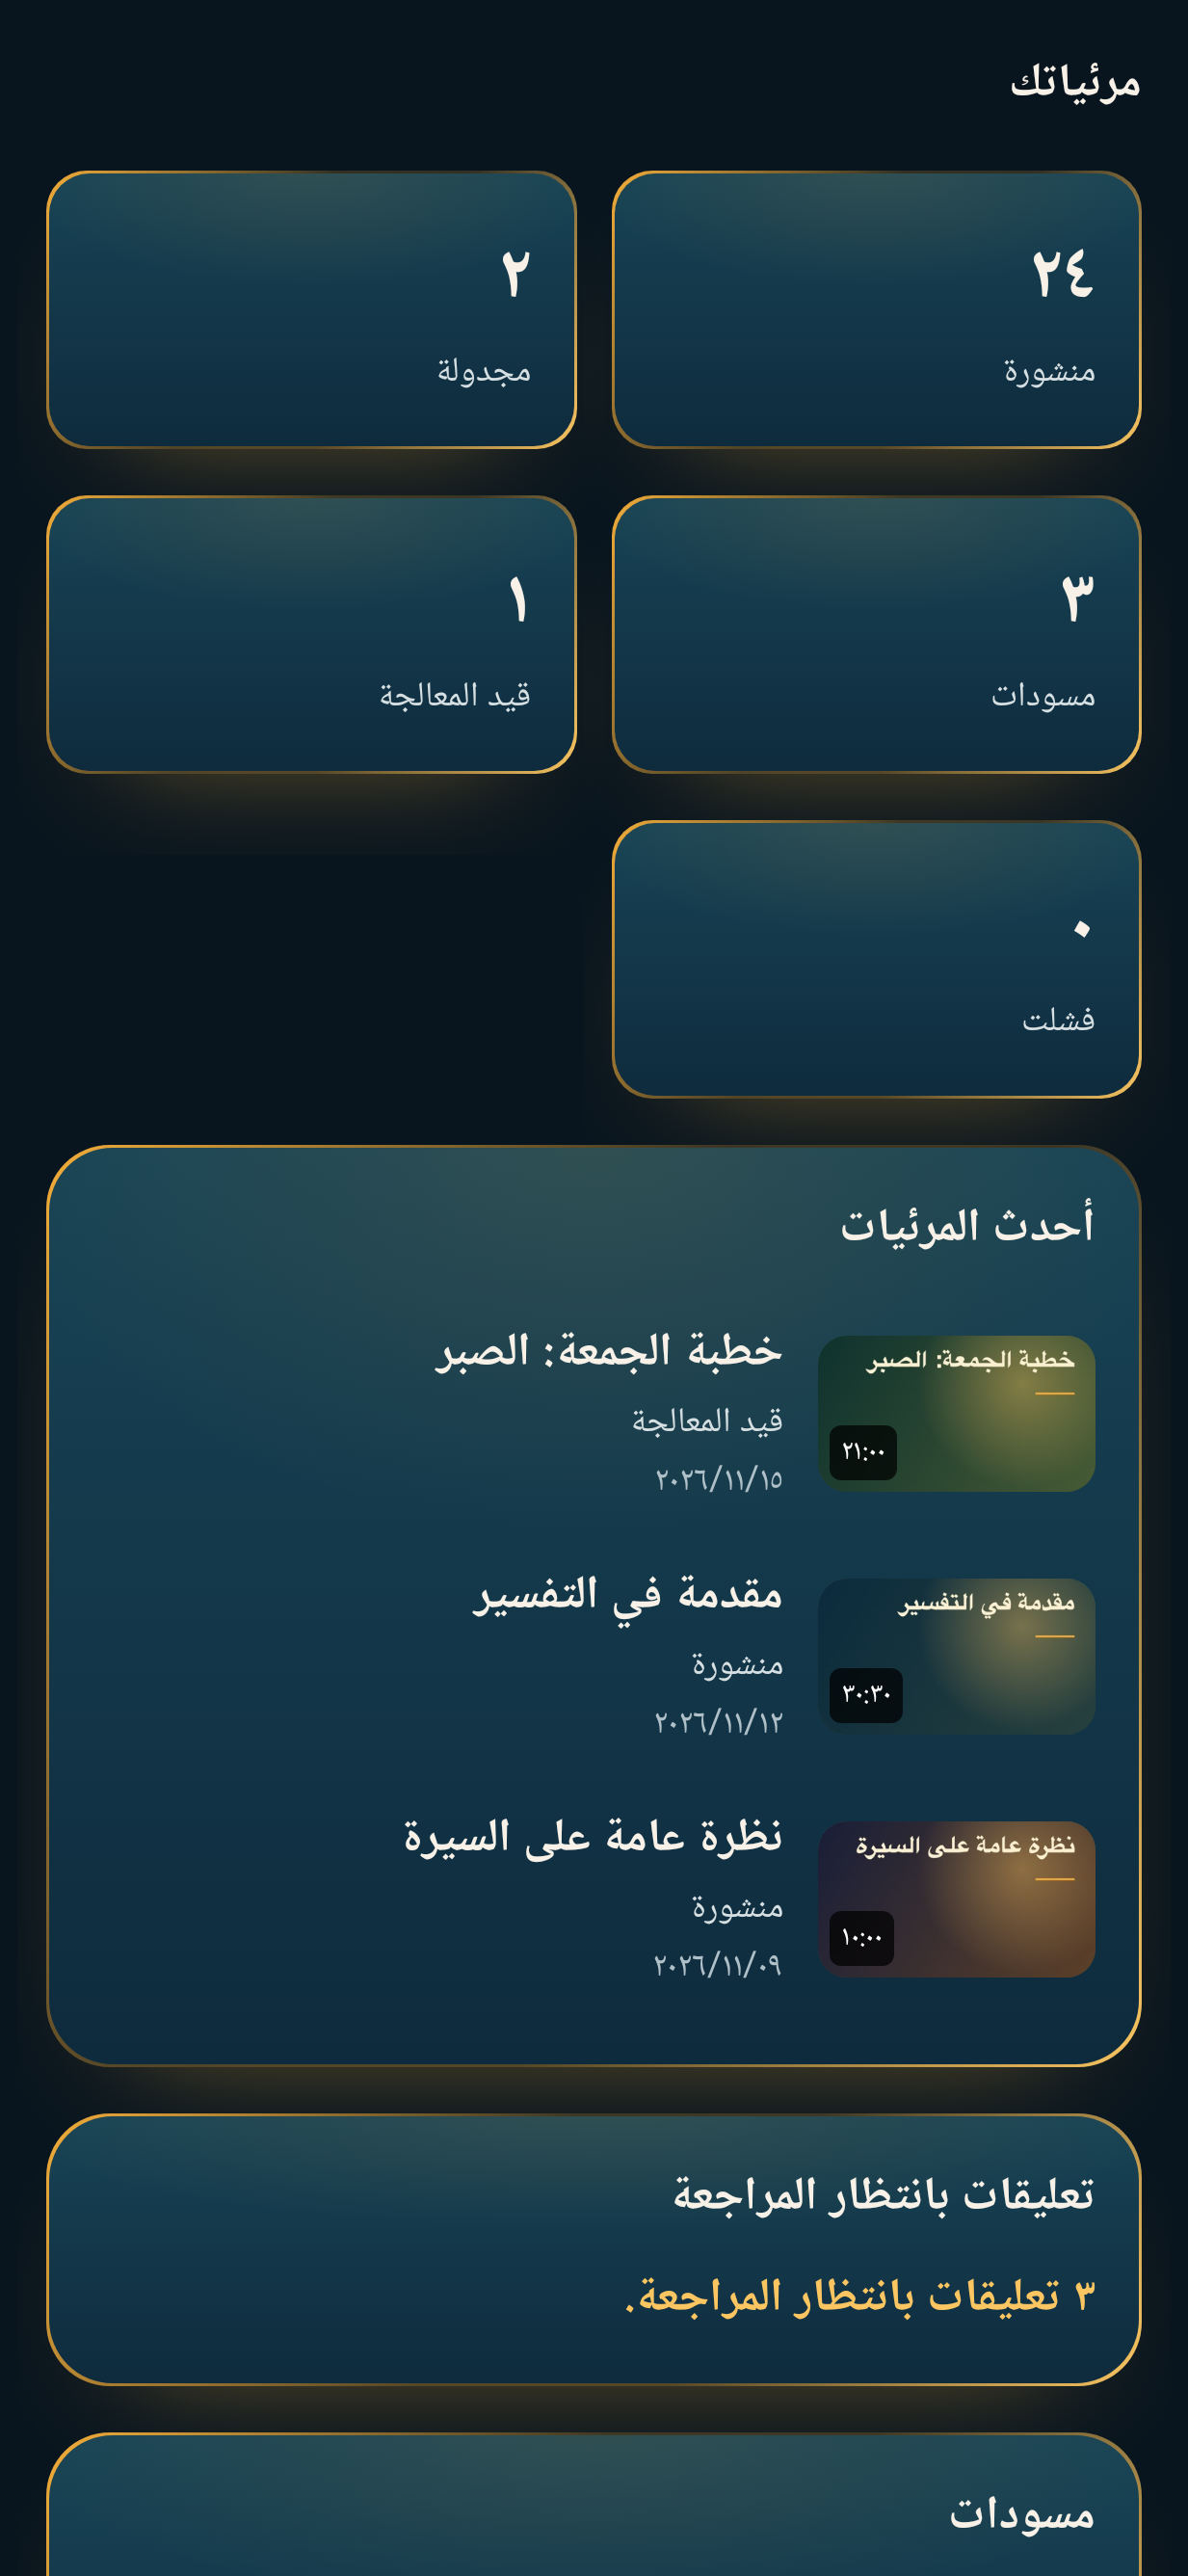 مرئياتك
٢٤
منشورة
٢
مجدولة
٣
مسودات
١
قيد المعالجة
٠
فشلت
أحدث المرئيات
خطبة الجمعة: الصبر
٢١:٠٠
خطبة الجمعة: الصبر
قيد المعالجة
٢٠٢٦/١١/١٥
مقدمة في التفسير
٣٠:٣٠
مقدمة في التفسير
منشورة
٢٠٢٦/١١/١٢
نظرة عامة على السيرة
١٠:٠٠
نظرة عامة على السيرة
منشورة
٢٠٢٦/١١/٠٩
تعليقات بانتظار المراجعة
٣ تعليقات بانتظار المراجعة.
مسودات